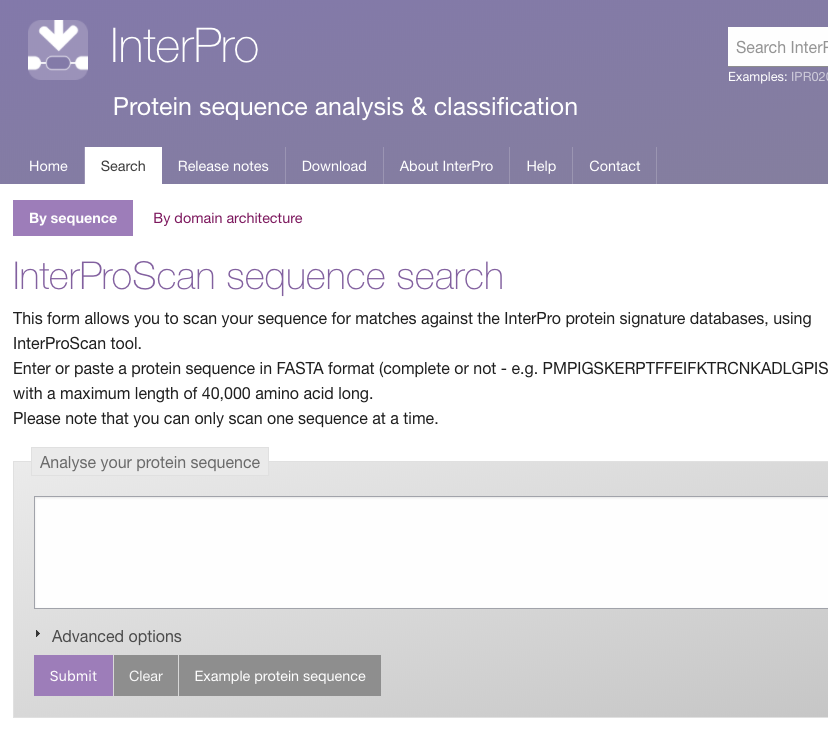 InterPro
Search InterP
Examples: IPR020
Protein sequence analysis & classification
Home Search Release notes Download About InterPro Help Contact
By sequence By domain architecture
InterProScan sequence search
This form allows you to scan your sequence for matches against the InterPro protein signature databases, using
InterProScan tool.
Enter or paste a protein sequence in FASTA format (complete or not - e.g. PMPIGSKERPTFFEIFKTRCNKADLGPIS
with a maximum length of 40,000 amino acid long.
Please note that you can only scan one sequence at a time.
Analyse your protein sequence
Advanced options
Submit Clear Example protein sequence